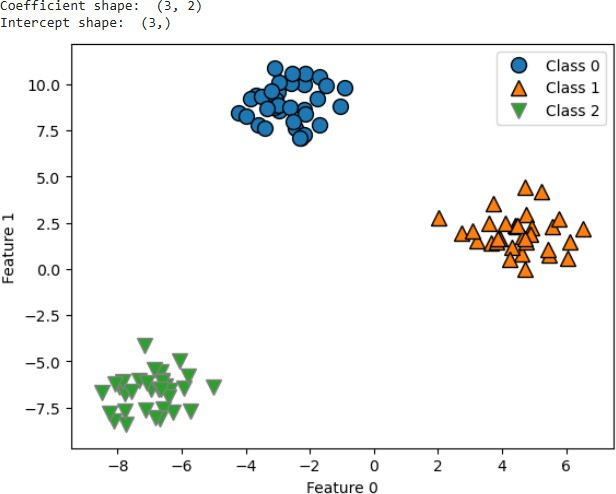 Coefficient shape:  (3, 2)
Intercept shape:  (3,)
Class 0
Class 1
Class 2
10.0
7.5
5.0
2.5
0.0
−2.5
−5.0
−7.5
Feature 1
−8 −6 −4 −2 0 2 4 6
Feature 0